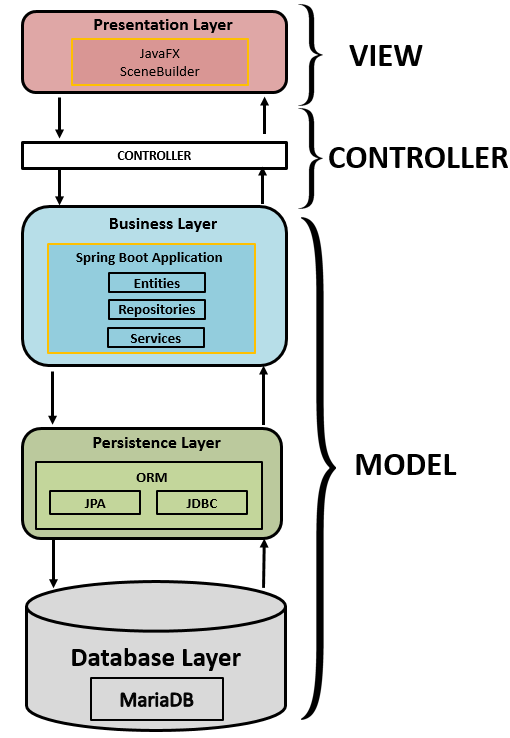 Presentation Layer
JavaFX
SceneBuilder
VIEW
CONTROLLER
CONTROLLER
Business Layer
Spring Boot Application
Entities
Repositories
Services
Persistence Layer
ORM
JPA
JDBC
MODEL
Database Layer
MariaDB